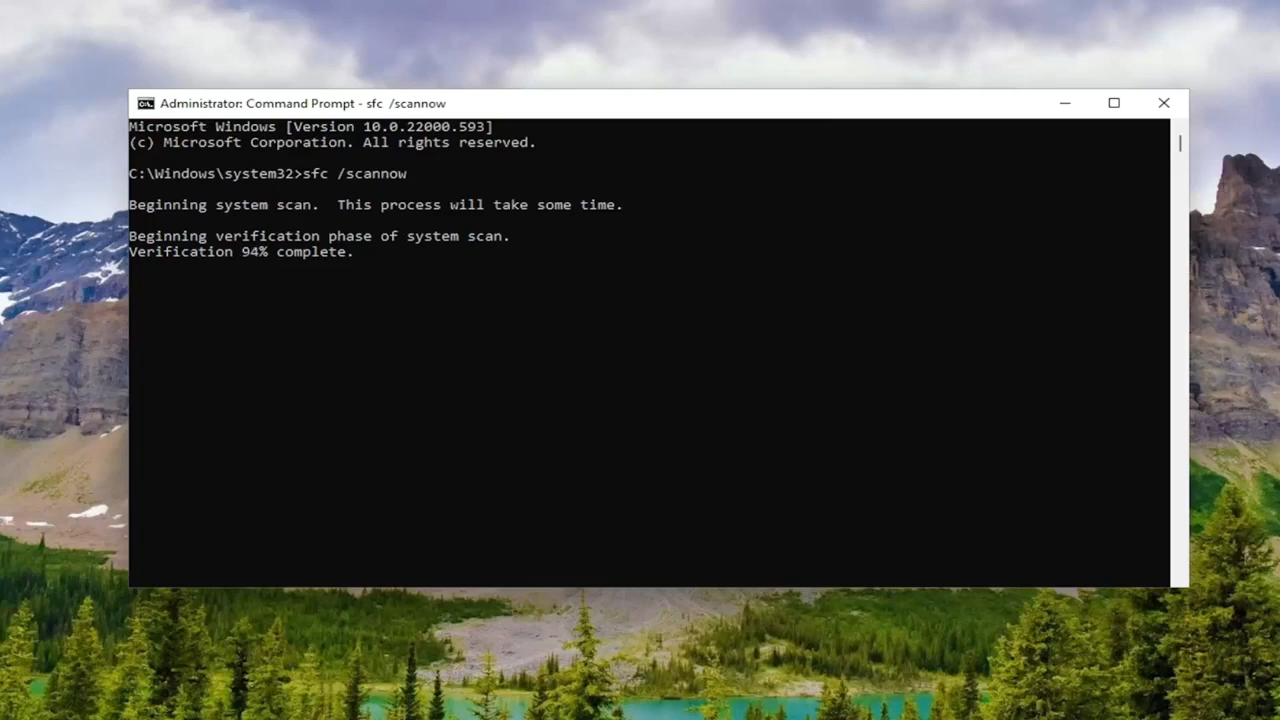 Administrator: Command Prompt - sfc  /scannow
Microsoft Windows [Version 10.0.22000.593]
(c) Microsoft Corporation. All rights reserved.
C:\Windows\system32>sfc /scannow
Beginning system scan.  This process will take some time.
Beginning verification phase of system scan.
Verification 94% complete.